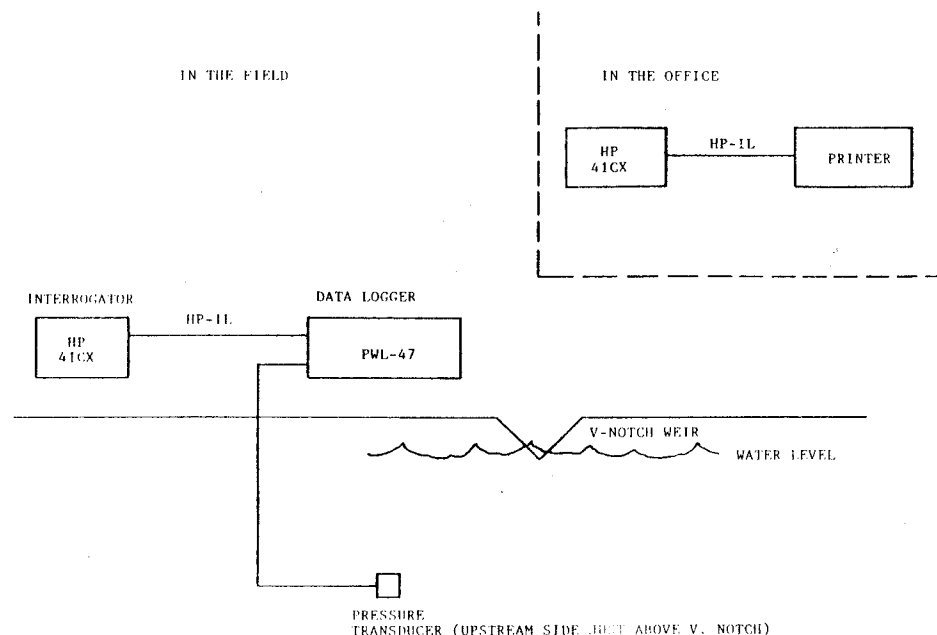 IN THE FIELD
IN THE OFFICE
HP
41CX
HP-IL
PRINTER
INTERROGATOR
HP
41CX
HP-IL
DATA LOGGER
PWL-47
V-NOTCH WEIR
WATER LEVEL
PRESSURE
TRANSDUCER (UPSTREAM SIDE JUST ABOVE V. NOTCH)